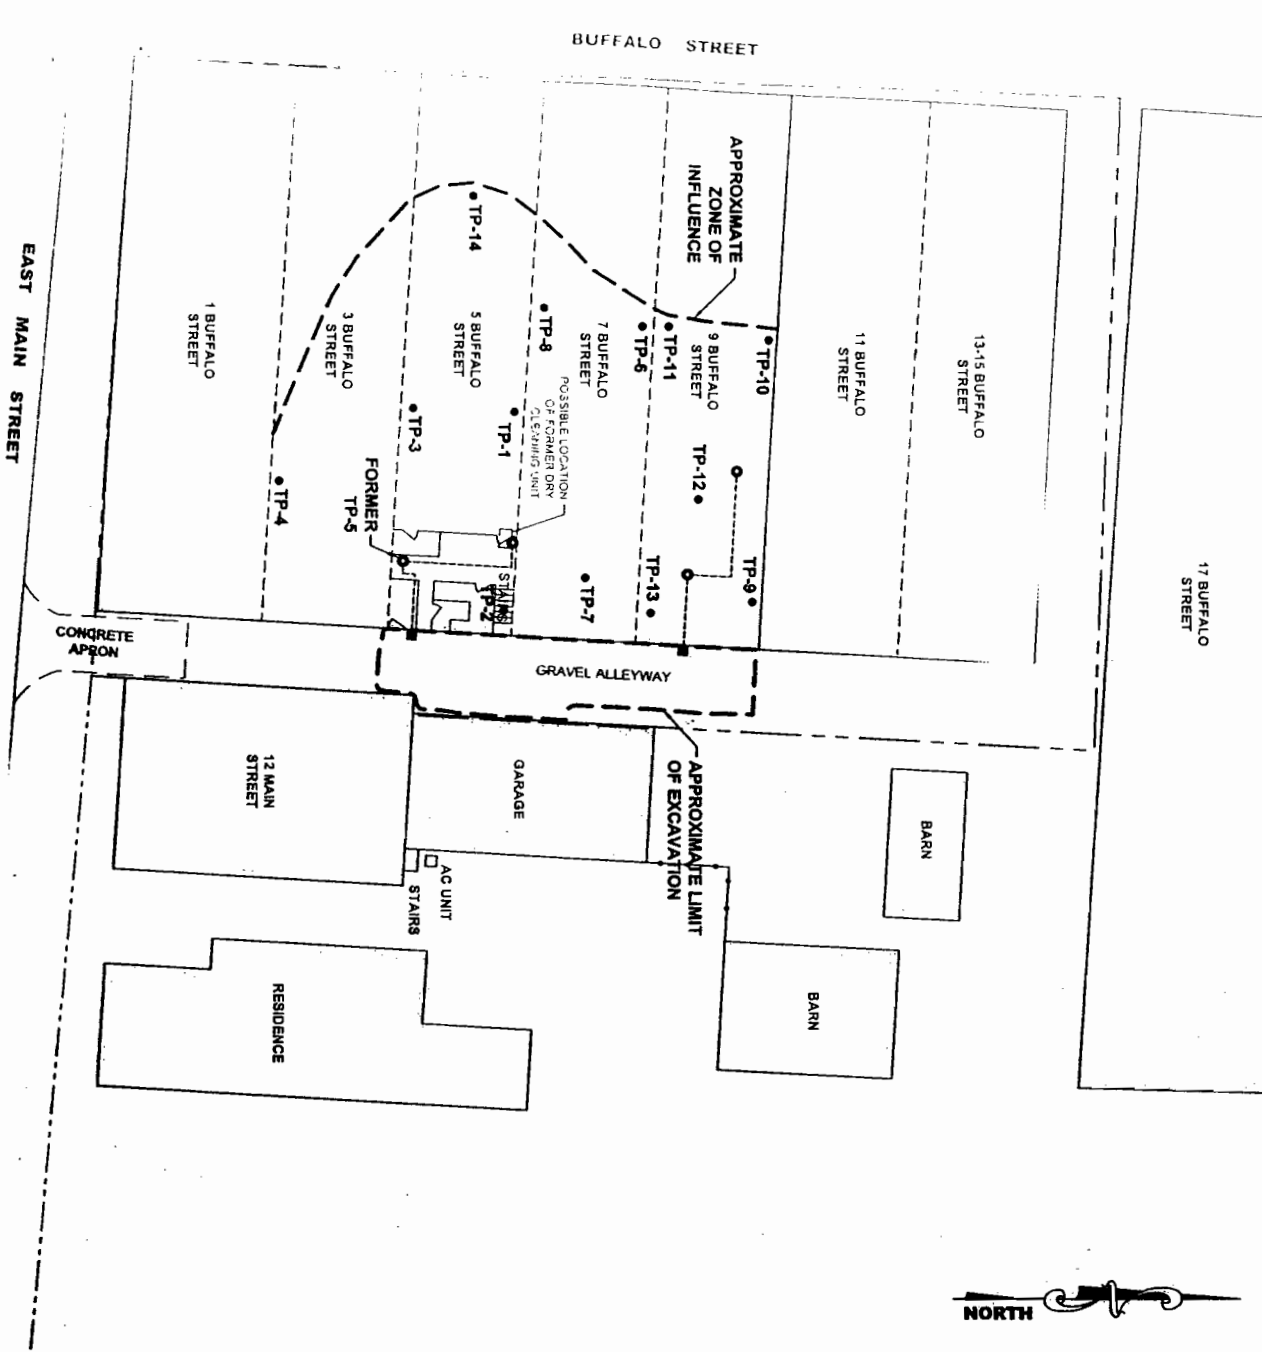 BUFFALO STREET
EAST MAIN STREET
1 BUFFALO
STREET
3 BUFFALO
STREET
5 BUFFALO
STREET
7 BUFFALO
STREET
9 BUFFALO
STREET
11 BUFFALO
STREET
13-15 BUFFALO
STREET
17 BUFFALO
STREET
APPROXIMATE
ZONE OF
INFLUENCE
TP-14
TP-8
TP-6
TP-11
TP-10
TP-3
TP-1
TP-12
TP-4
POSSIBLE LOCATION
OF FORMER DRY
CLEANING UNIT
FORMER
TP-5
STAIRS
TP-2
TP-7
TP-13
TP-9
CONCRETE
APRON
GRAVEL ALLEYWAY
12 MAIN
STREET
GARAGE
APPROXIMATE LIMIT
OF EXCAVATION
BARN
AC UNIT
STAIRS
RESIDENCE
BARN
NORTH